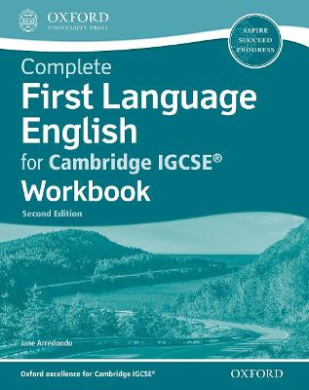 OXFORD
UNIVERSITY PRESS
ASPIRE
SUCCEED
PROGRESS
Complete
First Language
English
for Cambridge IGCSE®
Workbook
Second Edition
Jane Arredondo
Oxford excellence for Cambridge IGCSE®
OXFORD